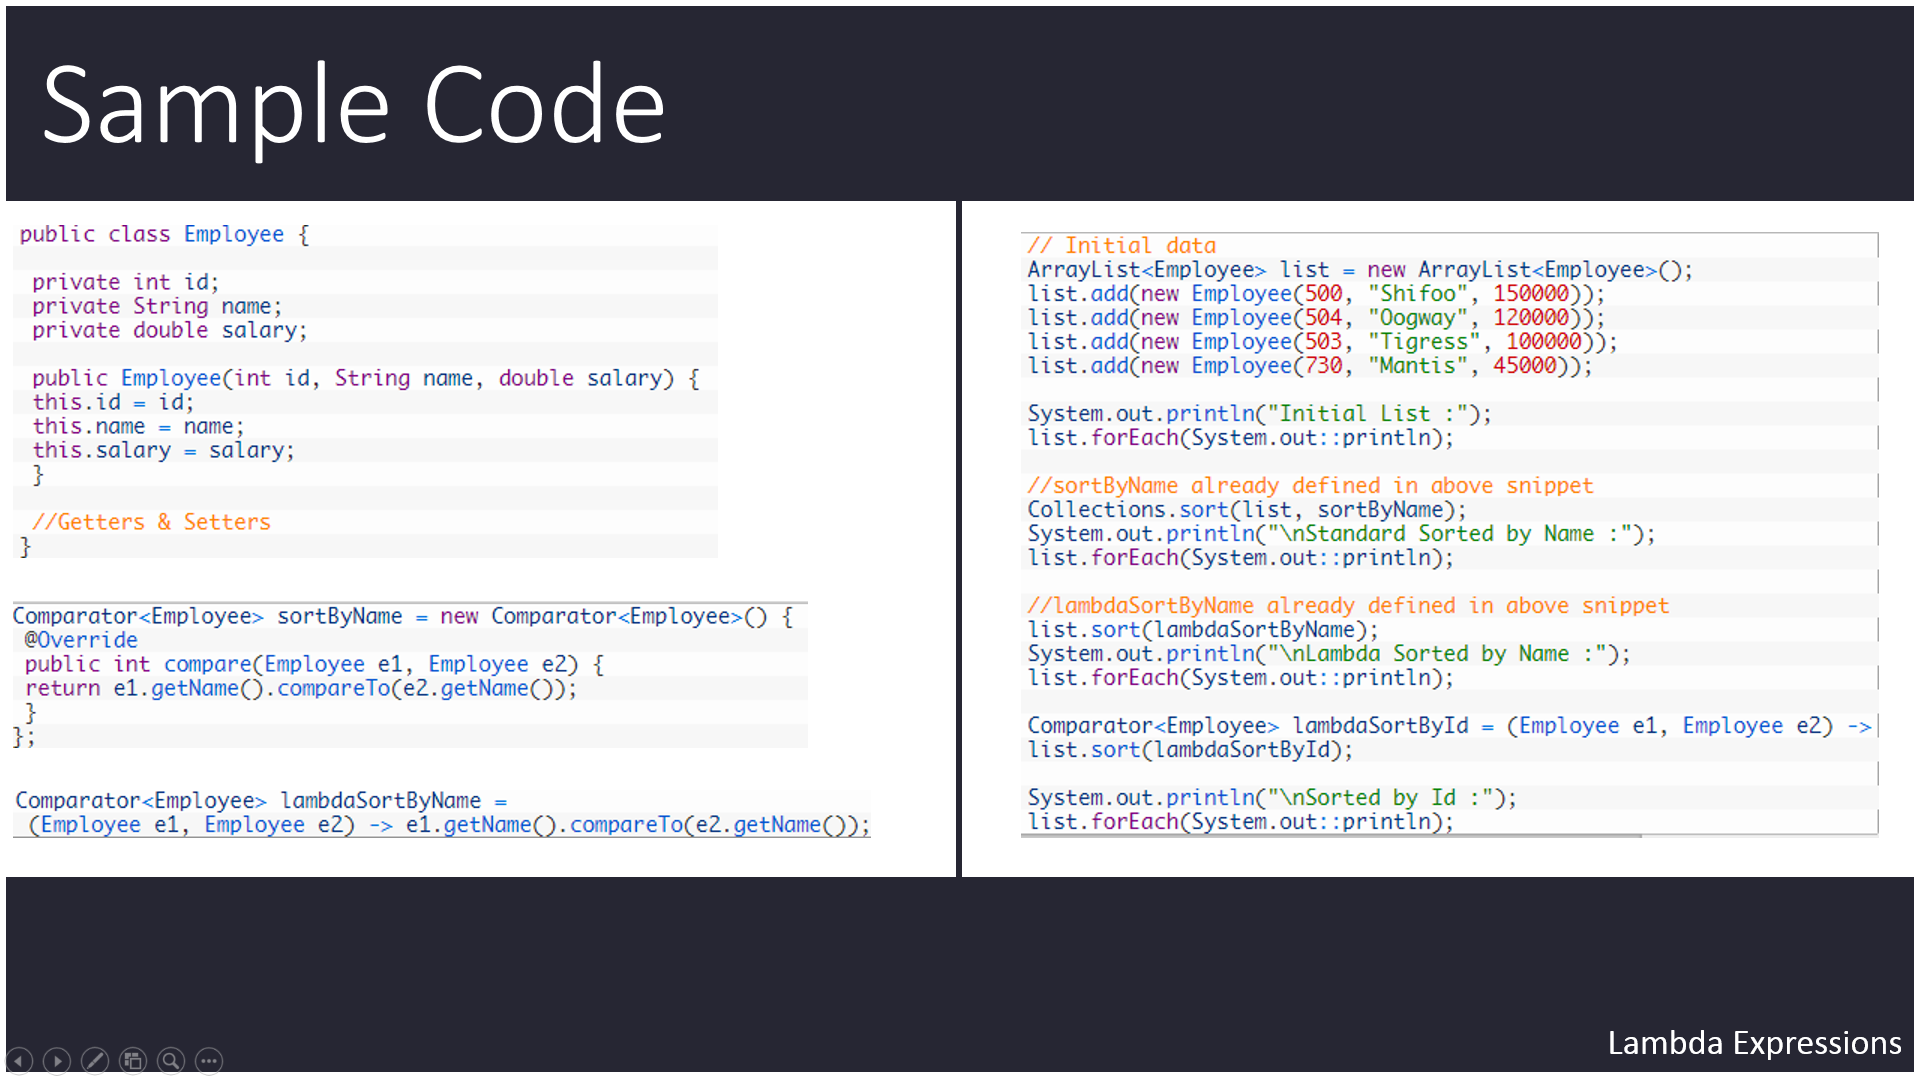 Sample Code
public class Employee {
private int id;
private String name;
private double salary;
public Employee(int id, String name, double salary) {
this.id = id;
this.name = name;
this.salary = salary;
}
//Getters & Setters
}
Comparator<Employee> sortByName = new Comparator<Employee>() {
@Override
public int compare(Employee e1, Employee e2) {
return e1.getName().compareTo(e2.getName());
}
};
Comparator<Employee> lambdaSortByName =
(Employee e1, Employee e2) -> e1.getName().compareTo(e2.getName());
// Initial data
ArrayList<Employee> list = new ArrayList<Employee>();
list.add(new Employee(500, "Shifoo", 150000));
list.add(new Employee(504, "Oogway", 120000));
list.add(new Employee(503, "Tigress", 100000));
list.add(new Employee(730, "Mantis", 45000));
System.out.println("Initial List :");
list.forEach(System.out::println);
//sortByName already defined in above snippet
Collections.sort(list, sortByName);
System.out.println("\nStandard Sorted by Name :");
list.forEach(System.out::println);
//lambdaSortByName already defined in above snippet
list.sort(lambdaSortByName);
System.out.println("\nLambda Sorted by Name :");
list.forEach(System.out::println);
Comparator<Employee> lambdaSortById = (Employee e1, Employee e2) ->
list.sort(lambdaSortById);
System.out.println("\nSorted by Id :");
list.forEach(System.out::println);
Lambda Expressions